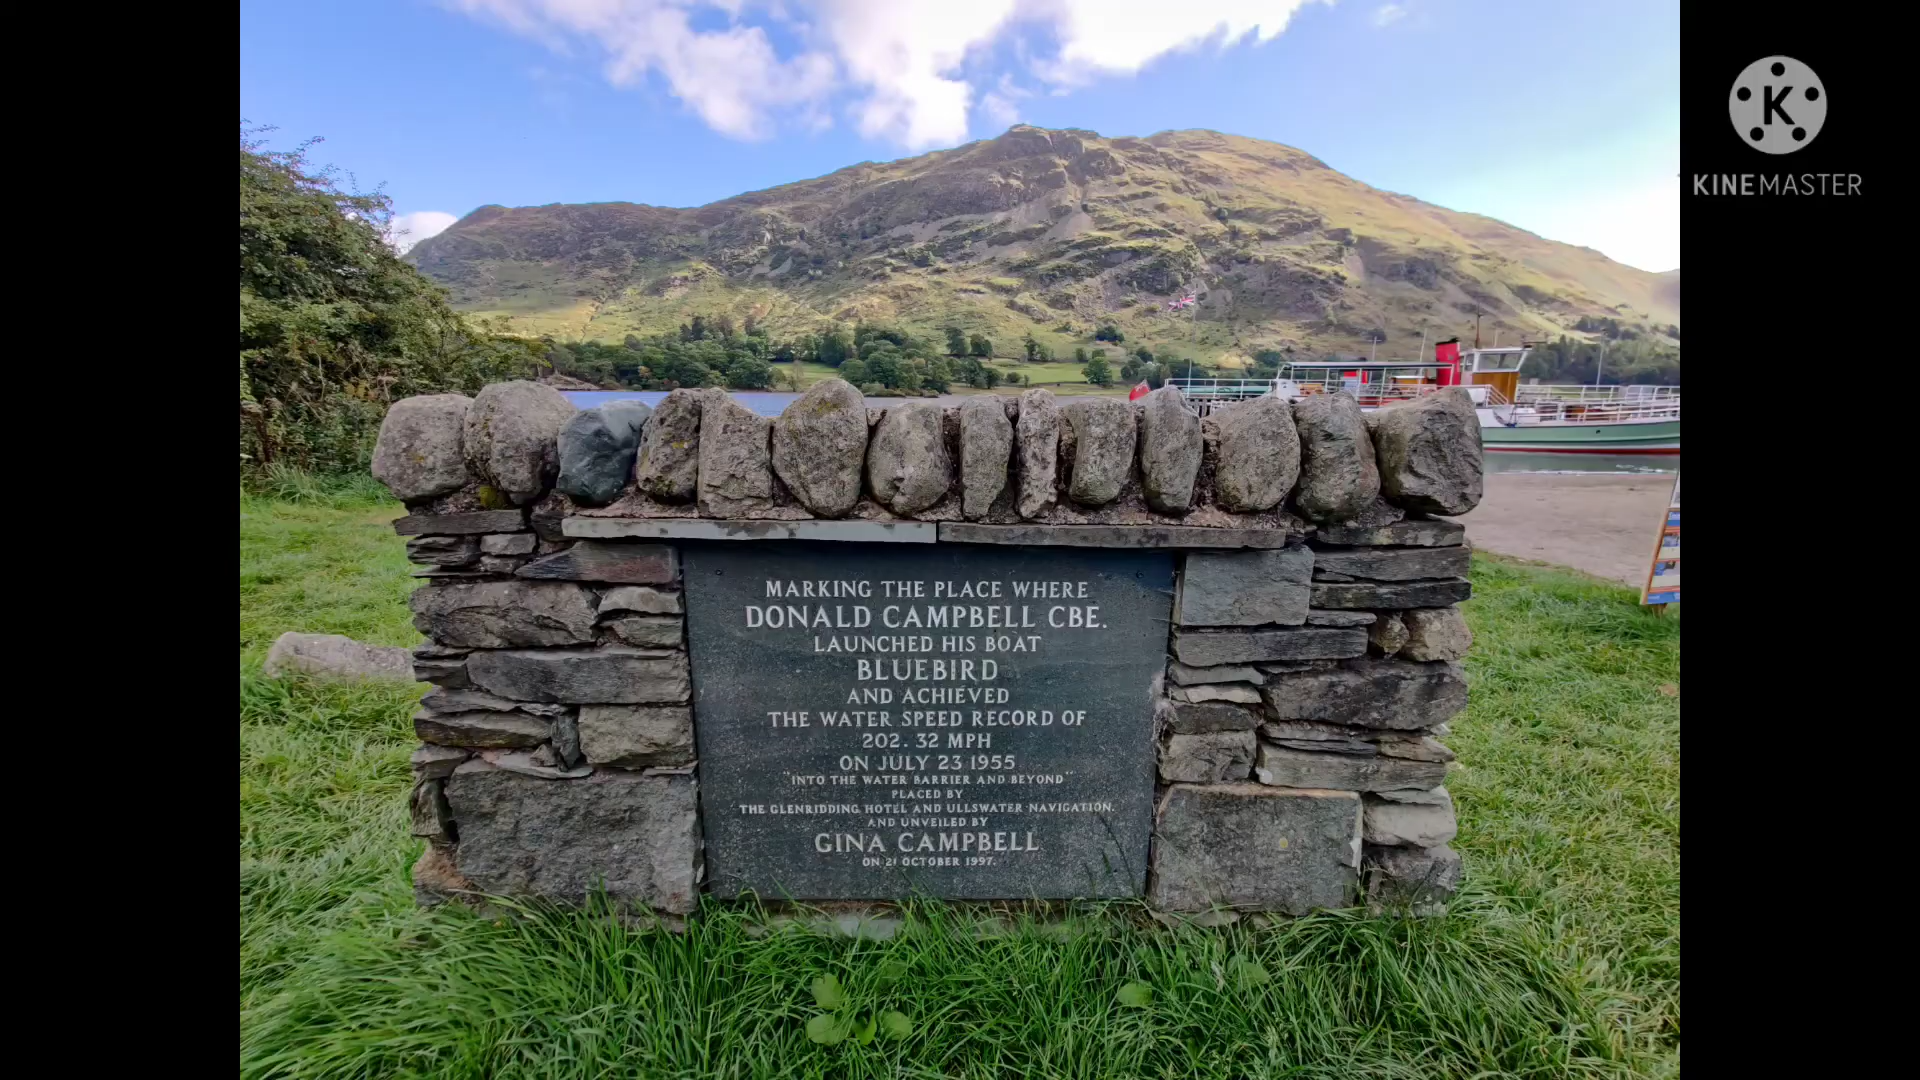 K
KINEMASTER
MARKING THE PLACE WHERE
DONALD CAMPBELL CBE.
LAUNCHED HIS BOAT
BLUEBIRD
AND ACHIEVED
THE WATER SPEED RECORD OF
202.32 MPH
ON JULY 23 1955
"INTO THE WATER BARRIER AND BEYOND"
PLACED BY
THE GLENRIDDING HOTEL AND ULLSWATER NAVIGATION.
AND UNVEILED BY
GINA CAMPBELL
ON 21 OCTOBER 1997.